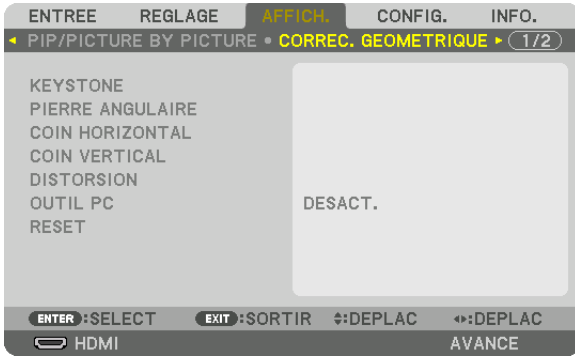 ENTREE REGLAGE AFFICH. CONFIG. INFO.
PIP/PICTURE BY PICTURE • CORREC. GEOMETRIQUE 1/2
KEYSTONE
PIERRE ANGULAIRE
COIN HORIZONTAL
COIN VERTICAL
DISTORSION
OUTIL PC DESACT.
RESET
ENTER :SELECT EXIT :SORTIR :DEPLAC :DEPLAC
HDMI AVANCE